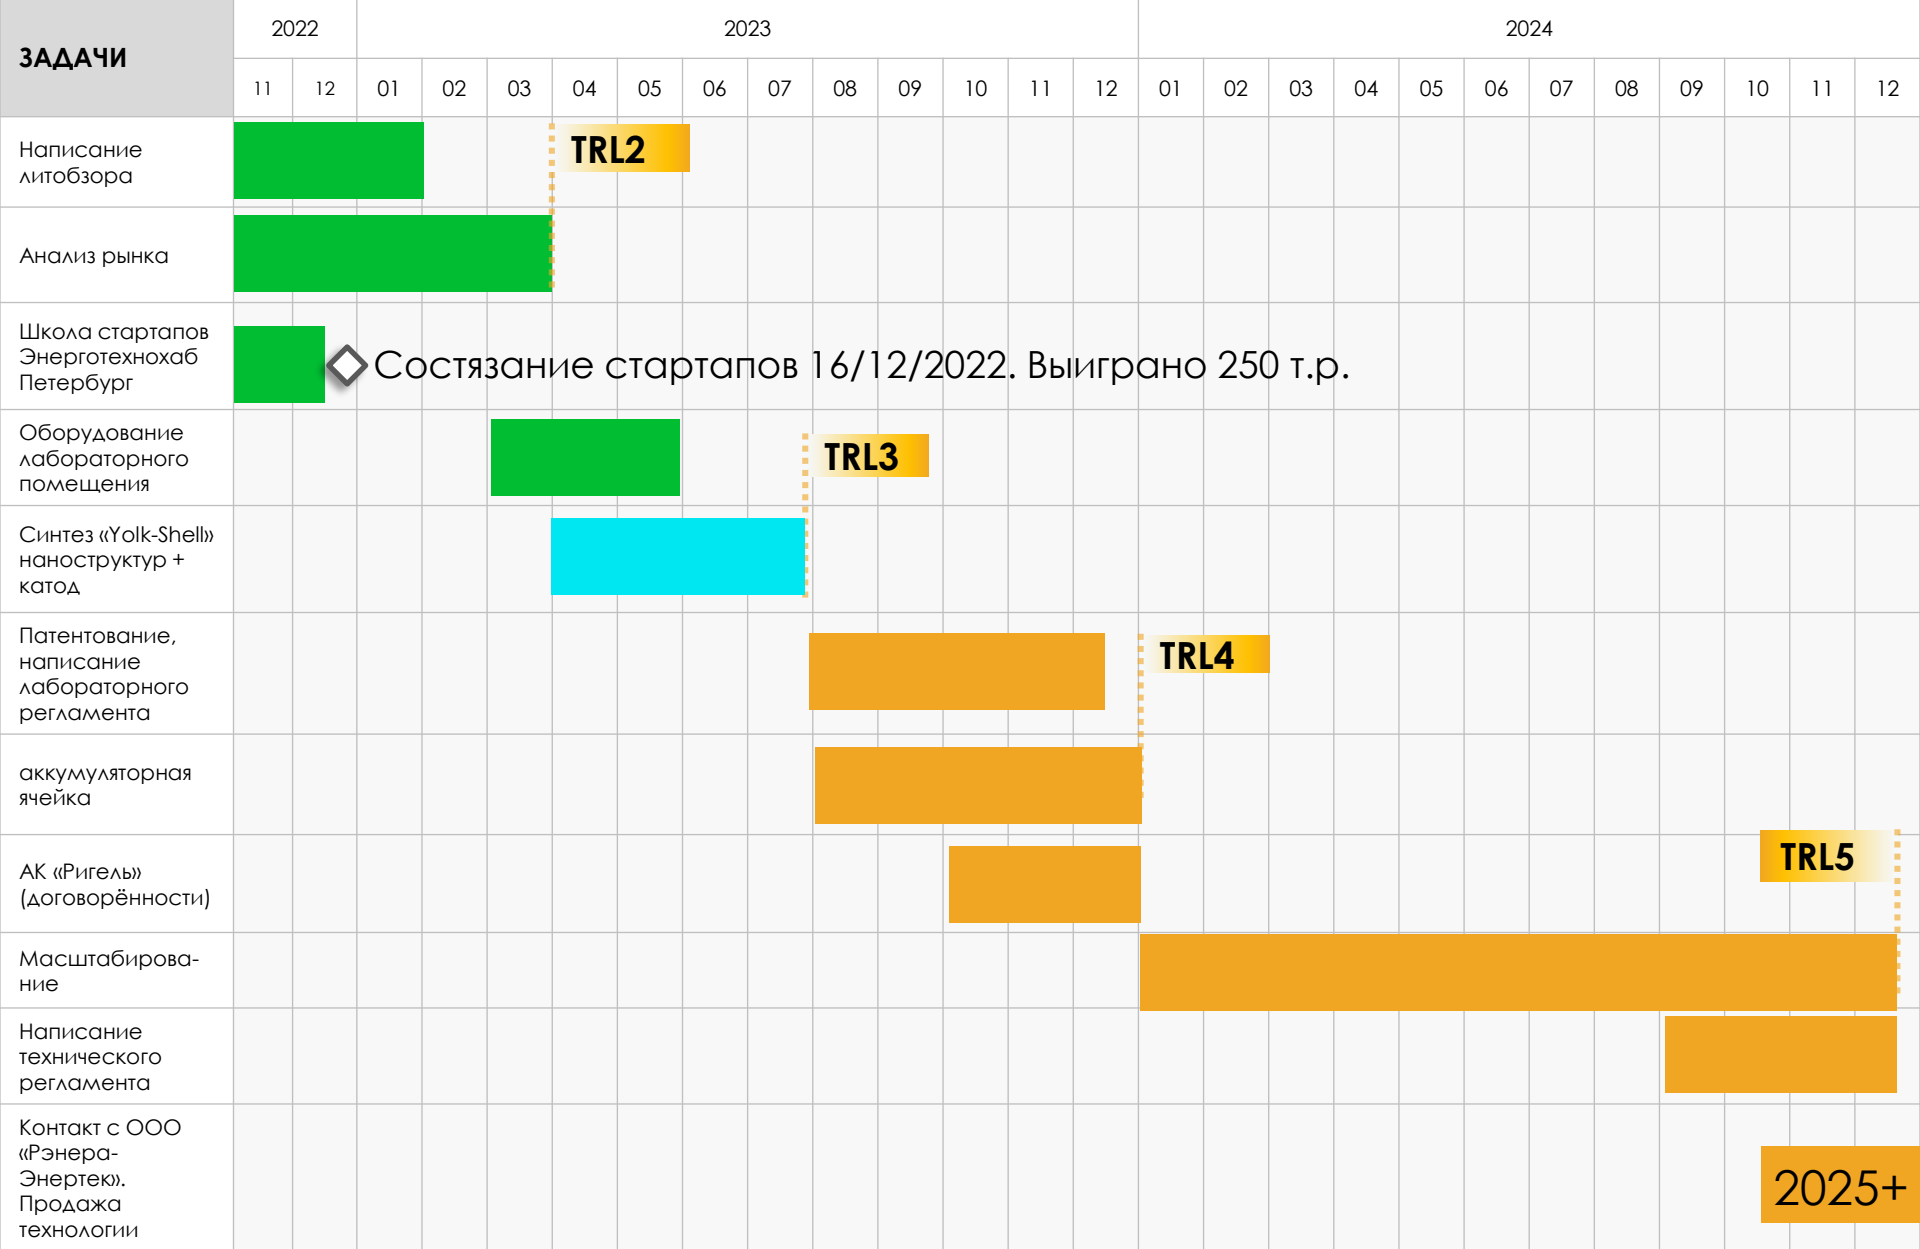 ЗАДАЧИ
2022
2023
2024
11 12 01 02 03 04 05 06 07 08 09 10 11 12 01 02 03 04 05 06 07 08 09 10 11 12
Написание
литобзора
TRL2
Анализ рынка
Школа стартапов
Энерготехнохаб
Петербург
Состязание стартапов 16/12/2022. Выиграно 250 т.р.
Оборудование
лабораторного
помещения
TRL3
Синтез «Yolk-Shell»
наноструктур +
катод
Патентование,
написание
лабораторного
регламента
TRL4
аккумуляторная
ячейка
АК «Ригель»
(договорённости)
TRL5
Масштабирова-
ние
Написание
технического
регламента
Контакт с ООО
«Рэнера-
Энертек».
Продажа
технологии
2025+